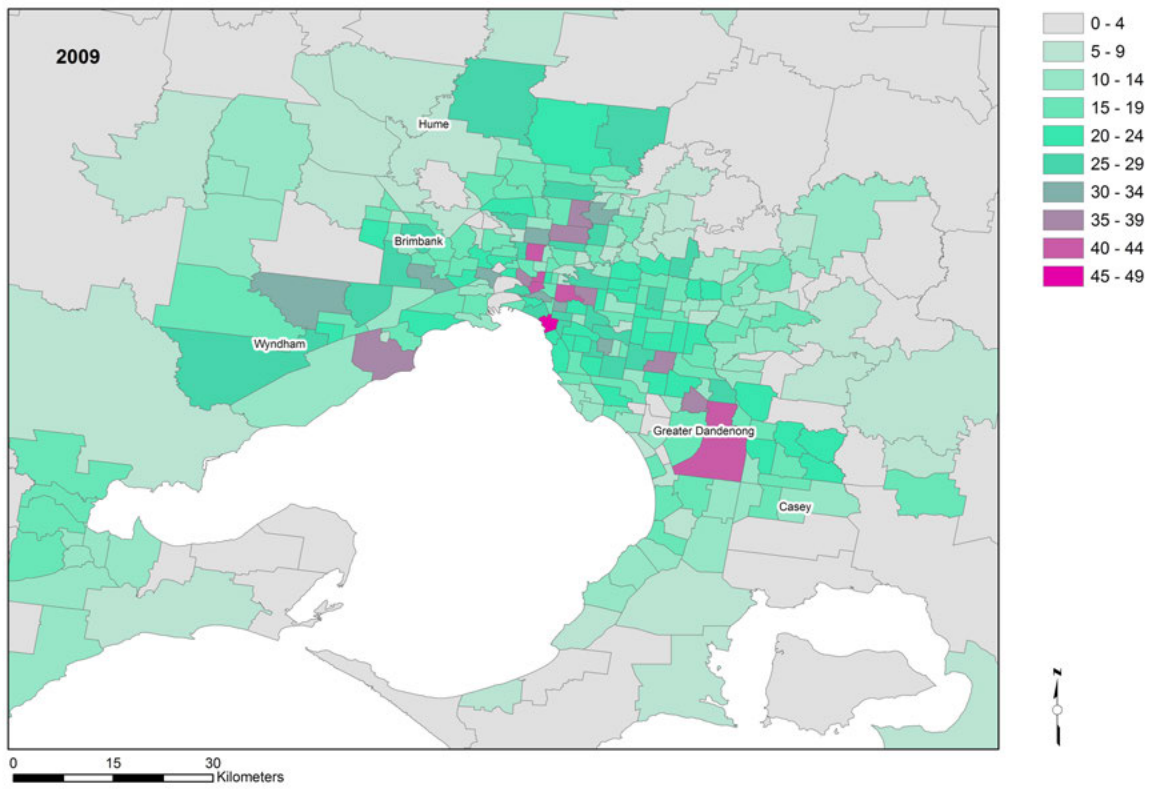 2009
Hume
Brimbank
Wyndham
Greater Dandenong
Casey
0 - 4
5 - 9
10 - 14
15 - 19
20 - 24
25 - 29
30 - 34
35 - 39
40 - 44
45 - 49
N
0 15 30
Kilometers